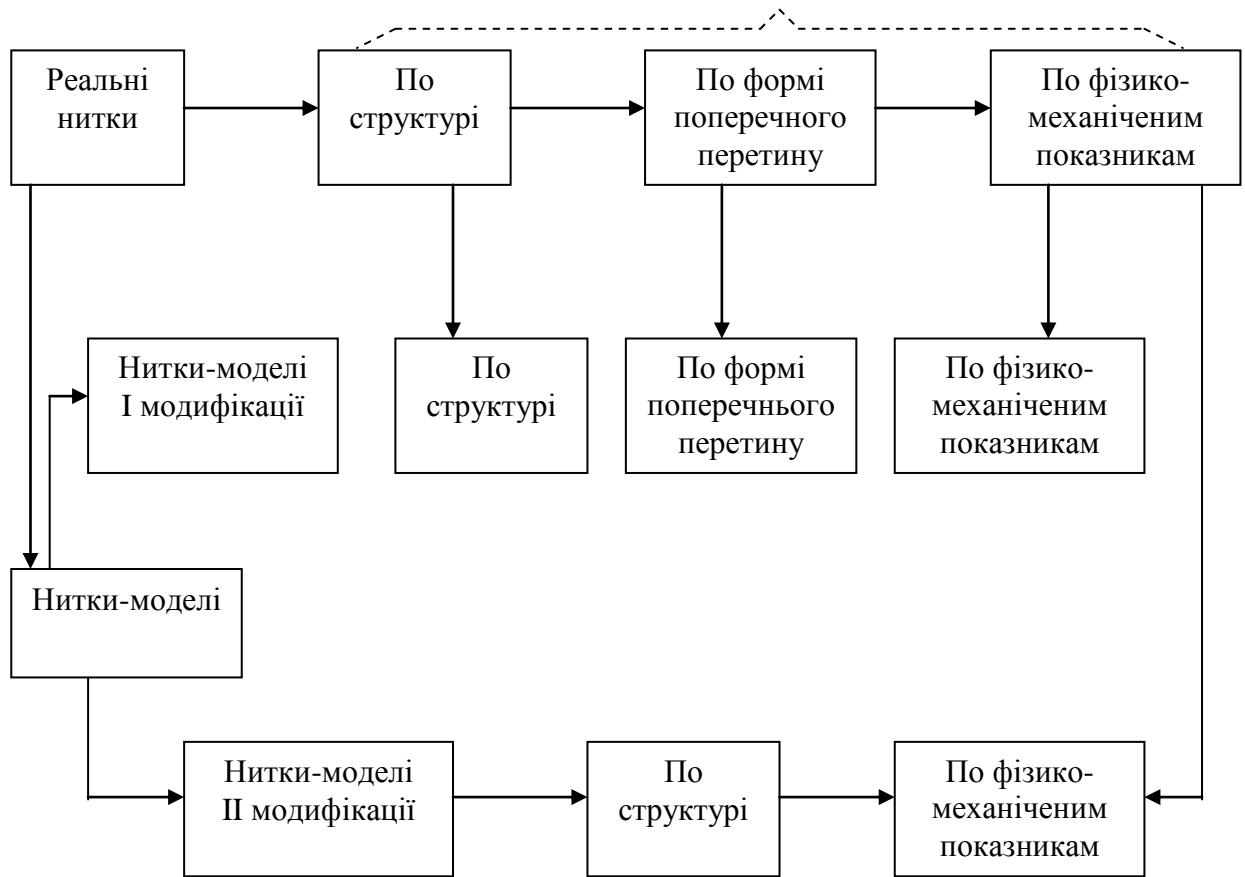 Реальні
нитки
По
структурі
По формі
поперечного
перетину
По фізико-
механіченим
показникам
Нитки-моделі
I модифікації
По
структурі
По формі
поперечнього
перетину
По фізико-
механіченим
показникам
Нитки-моделі
Нитки-моделі
II модифікації
По
структурі
По фізико-
механіченим
показникам